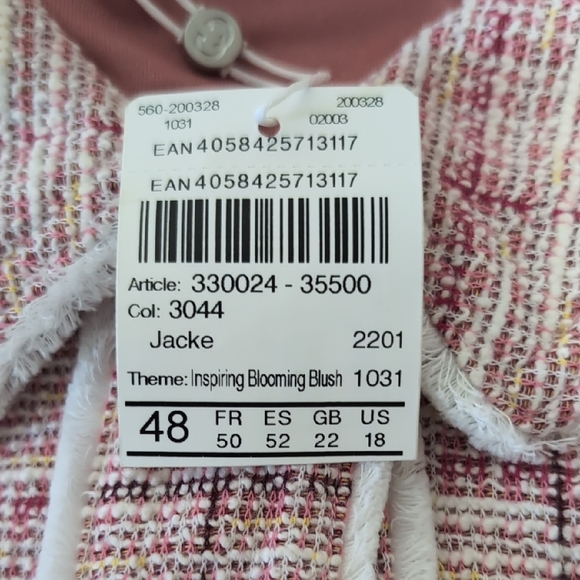 560-200328 200328
1031 02003
EAN 4058425713117
EAN 4058425713117
Article: 330024 - 35500
Col: 3044
Jacke 2201
Theme: Inspiring Blooming Blush 1031
48 FR ES GB US
50 52 22 18